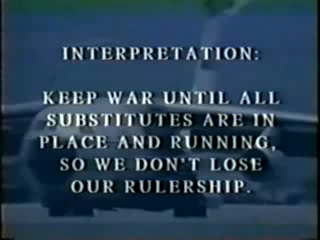 INTERPRETATION:
KEEP WAR UNTIL ALL
SUBSTITUTES ARE IN
PLACE AND RUNNING,
SO WE DON'T LOSE
OUR RULERSHIP.